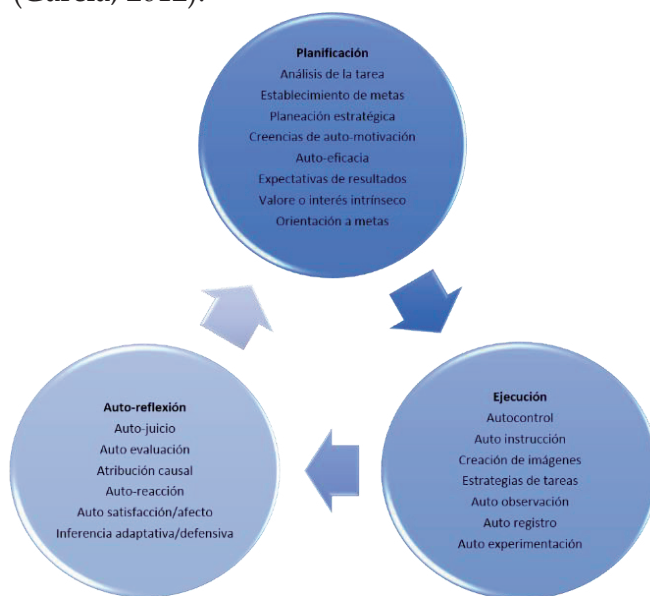 (García, 2012).
Planificación
Análisis de la tarea
Establecimiento de metas
Planeación estratégica
Creencias de auto-motivación
Auto-eficacia
Expectativas de resultados
Valore o interés intrínseco
Orientación a metas
Ejecución
Autocontrol
Auto instrucción
Creación de imágenes
Estrategias de tareas
Auto observación
Auto registro
Auto experimentación
Auto-reflexión
Auto-juicio
Auto evaluación
Atribución causal
Auto-reacción
Auto satisfacción/afecto
Inferencia adaptativa/defensiva